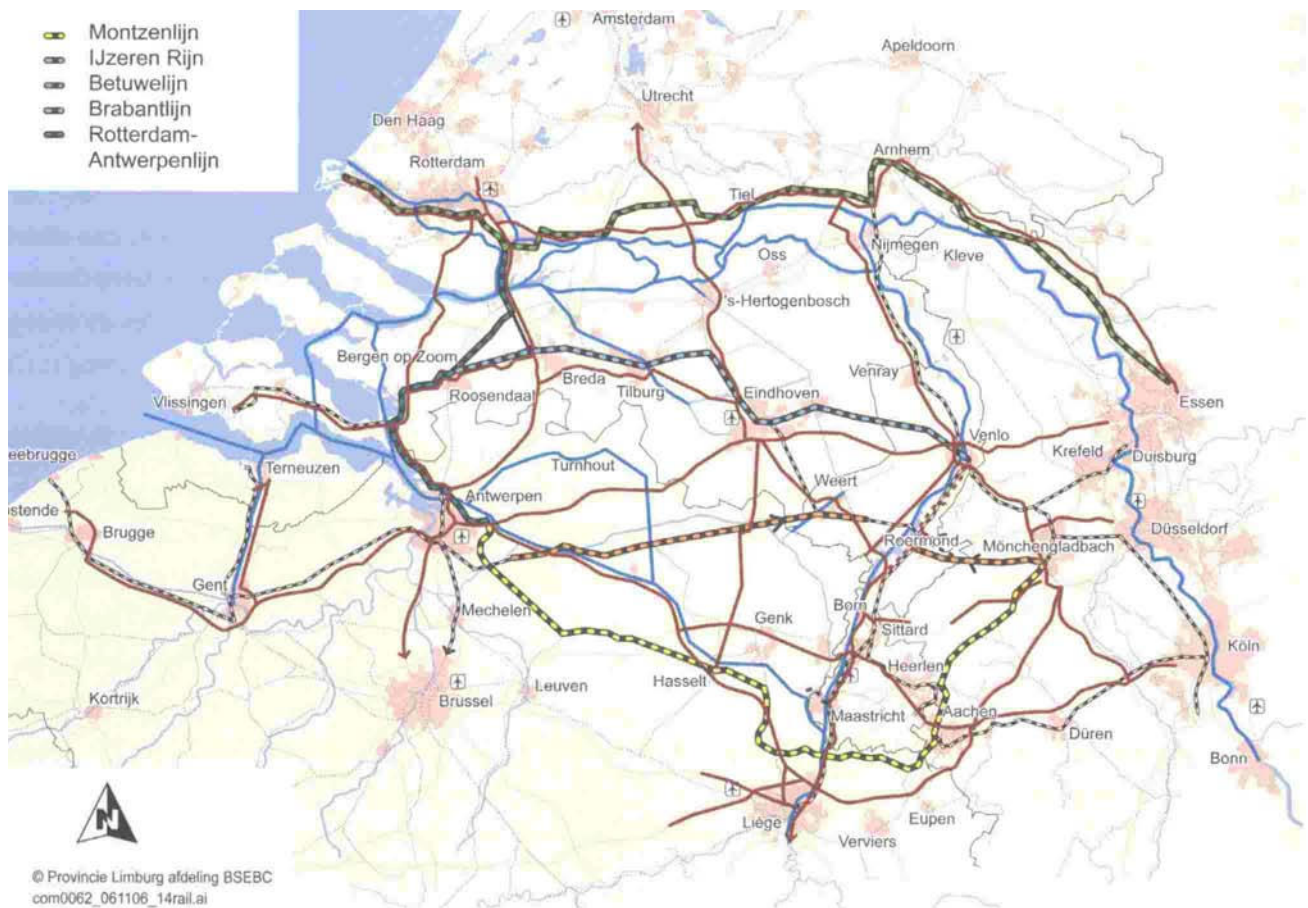 Montzenlijn
IJzeren Rijn
Betuwelijn
Brabantlijn
Rotterdam-
Antwerpenlijn
Amsterdam
Apeldoorn
Utrecht
Den Haag
Rotterdam
Arnhem
Tiel
Nijmegen
Kleve
Oss
's-Hertogenbosch
Bergen op Zoom
Breda
Tilburg
Eindhoven
Venray
Roosendaal
Vlissingen
Essen
Venlo
Krefeld
Duisburg
eebrugge
Terneuzen
Turnhout
Weert
Antwerpen
stende
Brugge
Düsseldorf
Roermond
Mönchengladbach
Gent
Mechelen
Genk
Born
Sittard
Köln
Heerlen
Hasselt
Kortrijk
Brussel
Leuven
Maastricht
Aachen
Düren
Bonn
N
Liège
Eupen
Verviers
© Provincie Limburg afdeling BSEBC
com0062_061106_14rail.ai